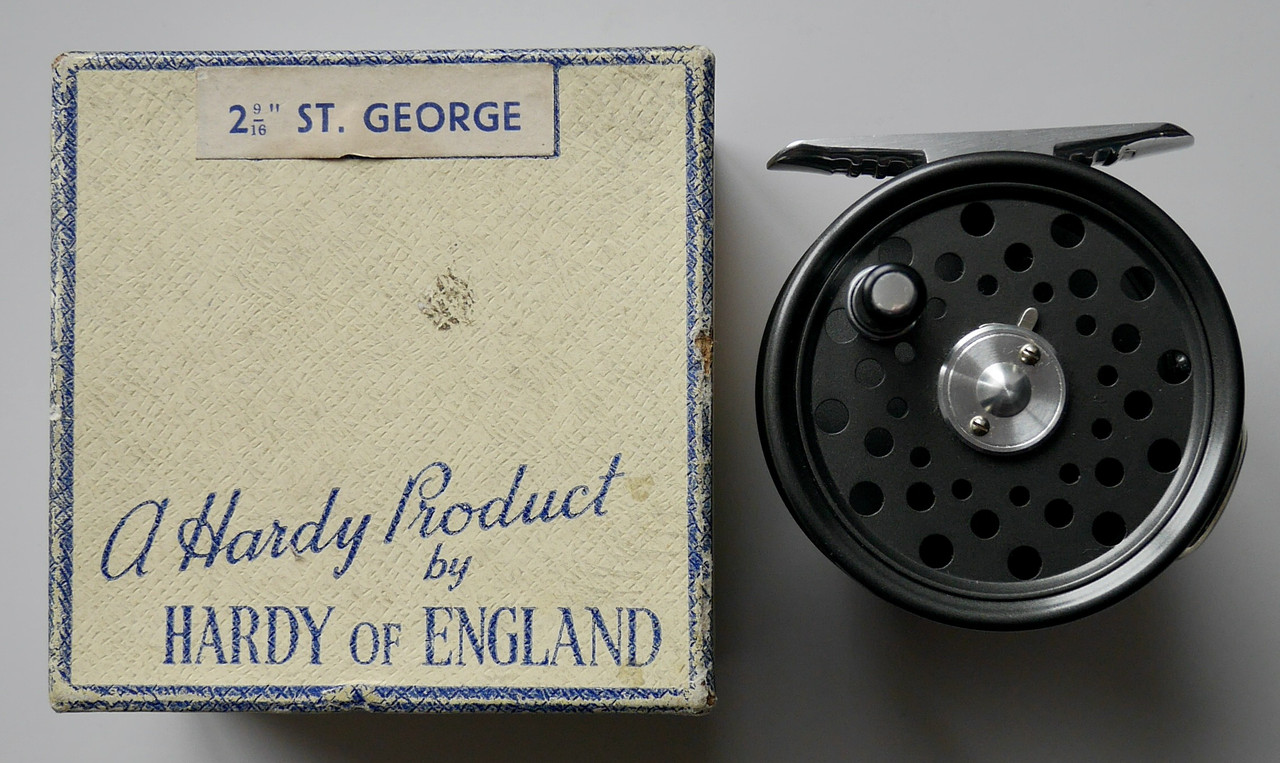 2 9/16" ST. GEORGE
A Hardy Product
by
HARDY OF ENGLAND